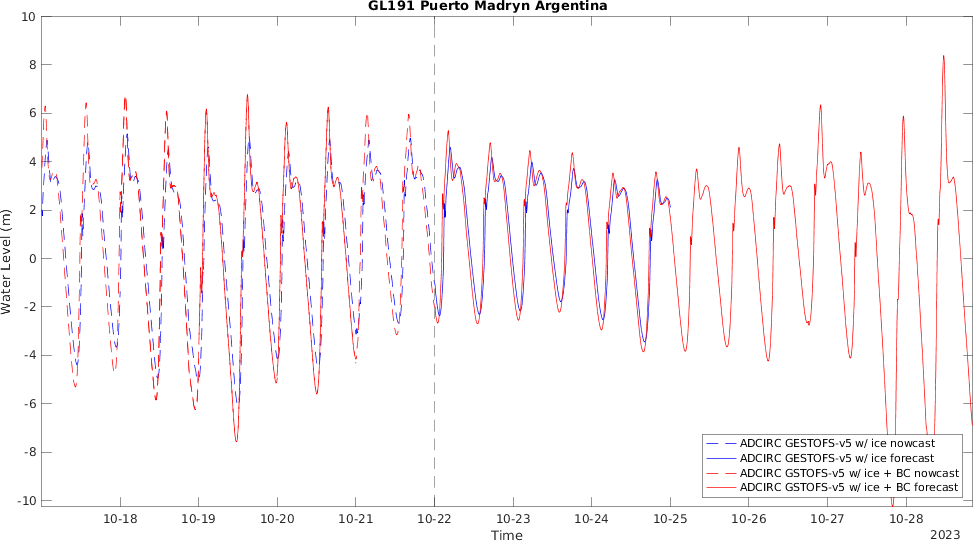 GL191 Puerto Madryn Argentina
10
8
6
4
2
0
-2
-4
-6
-8
-10
Water Level (m)
ADCIRC GESTOFS-v5 w/ ice nowcast
ADCIRC GESTOFS-v5 w/ ice forecast
ADCIRC GSTOFS-v5 w/ ice + BC nowcast
ADCIRC GSTOFS-v5 w/ ice + BC forecast
10-18 10-19 10-20 10-21 10-22 10-23 10-24 10-25 10-26 10-27 10-28
Time
2023